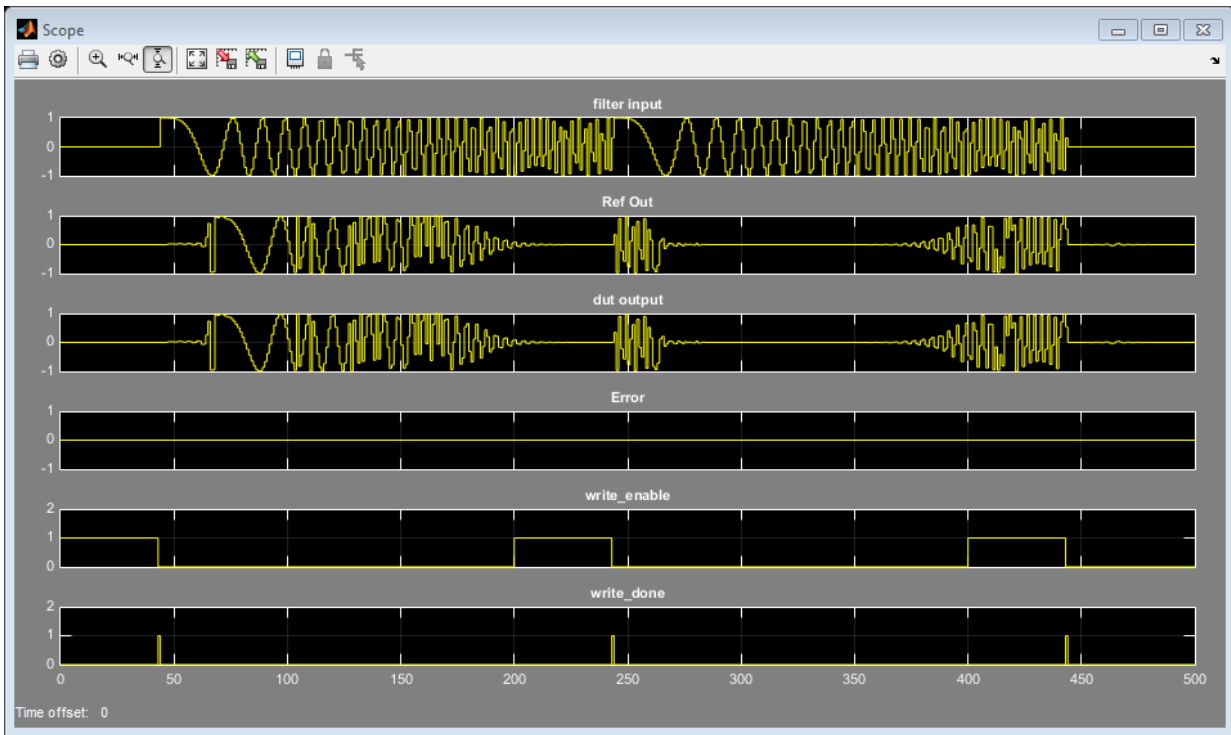 Scope
filter input
1
0
-1
Ref Out
1
0
-1
dut output
1
0
-1
Error
1
0
-1
write_enable
2
1
0
write_done
2
1
0
0 50 100 150 200 250 300 350 400 450 500
Time offset: 0